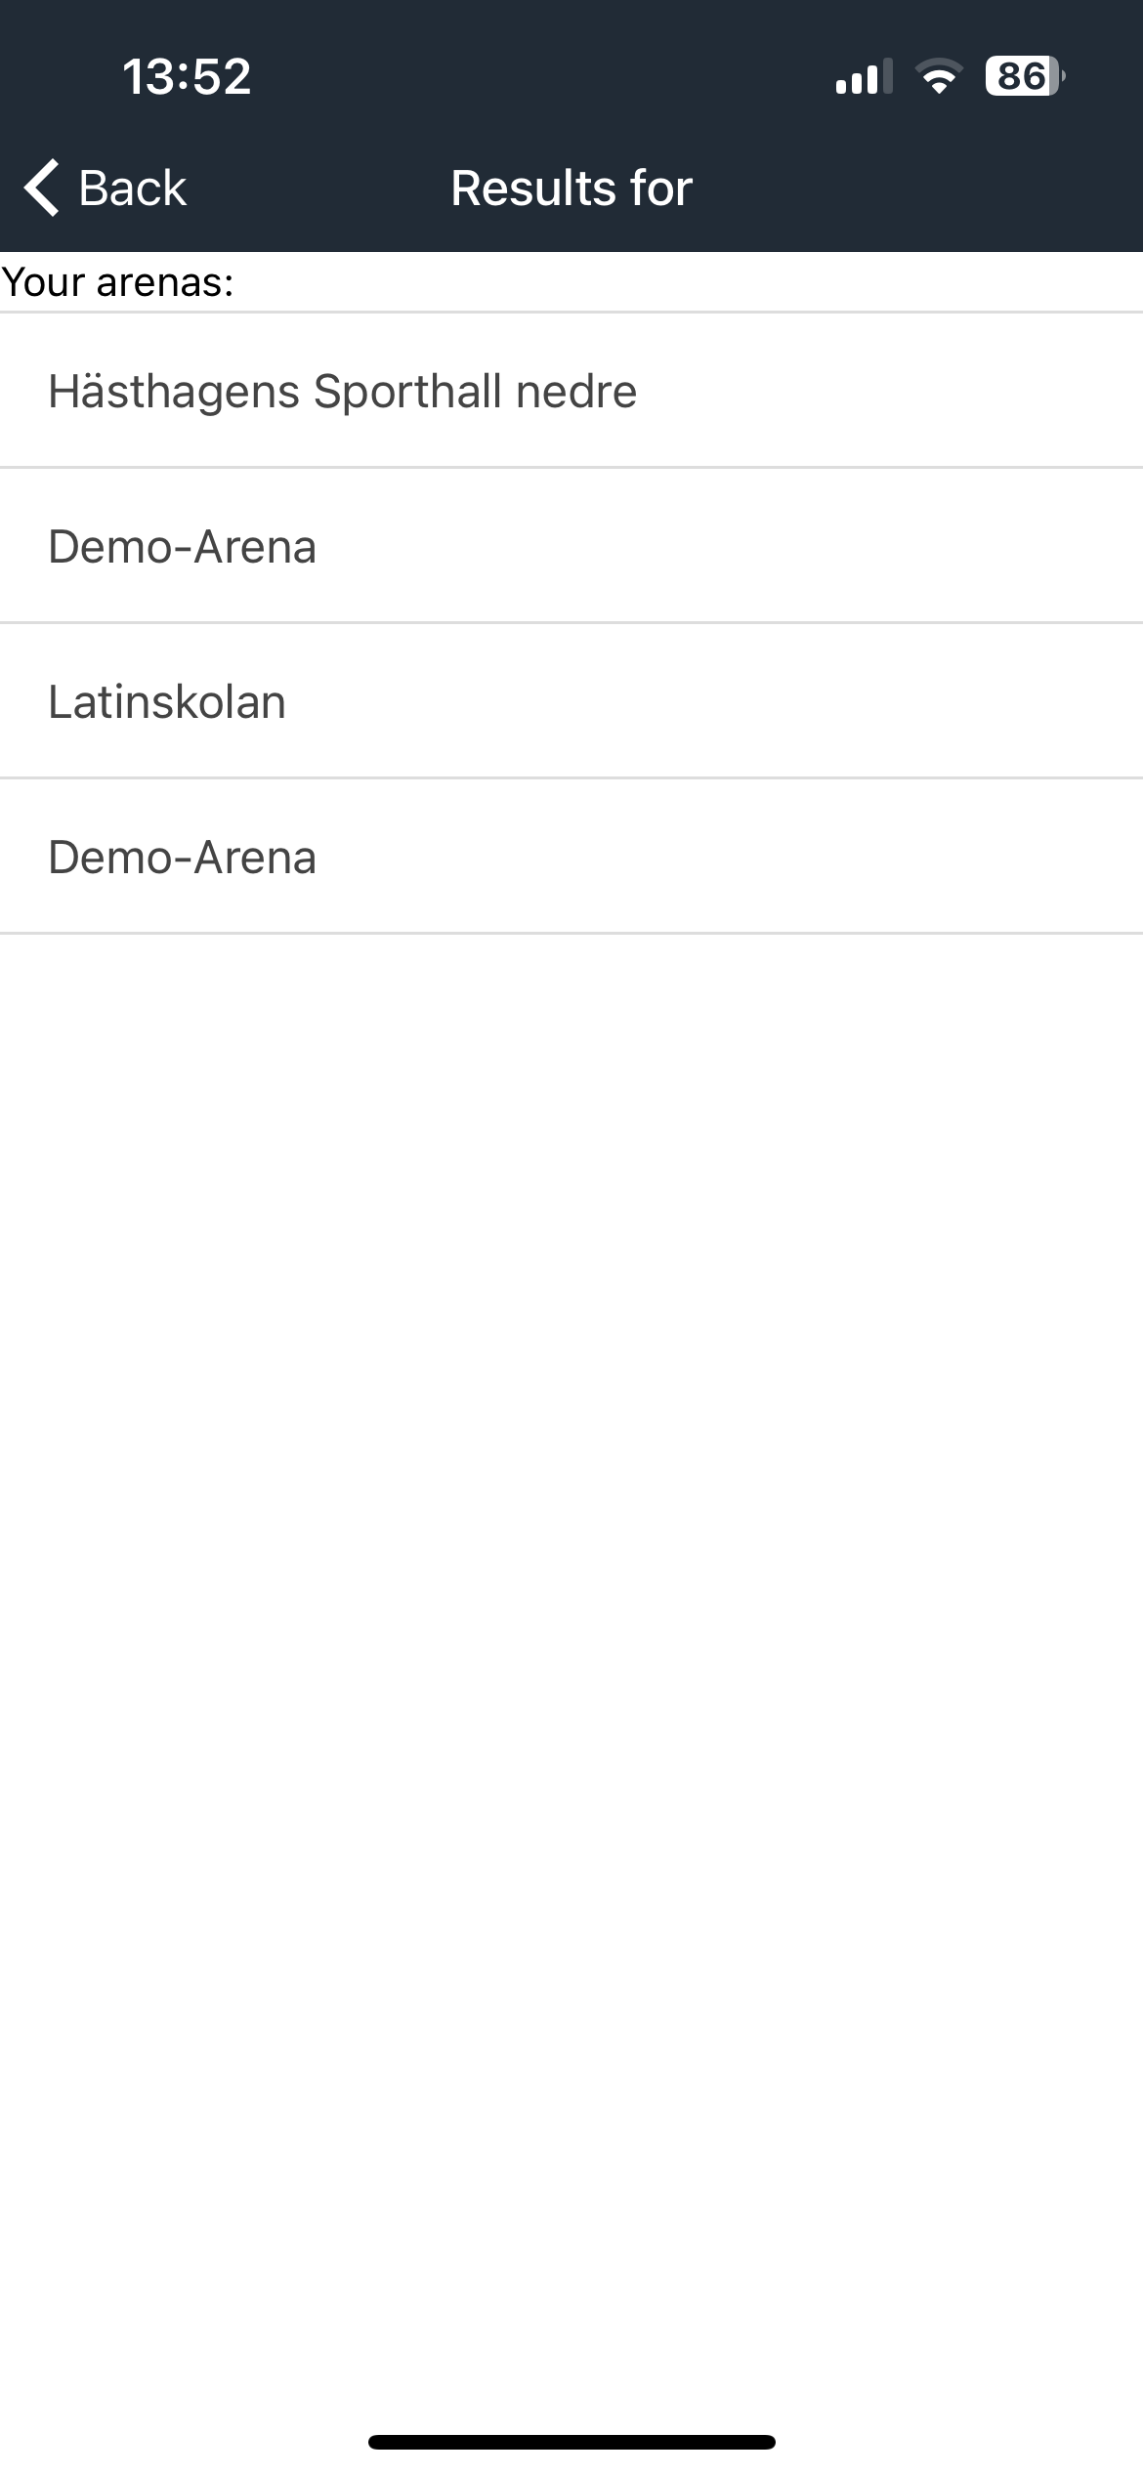 13:52
86
Back
Results for
Your arenas:
Hästhagens Sporthall nedre
Demo-Arena
Latinskolan
Demo-Arena